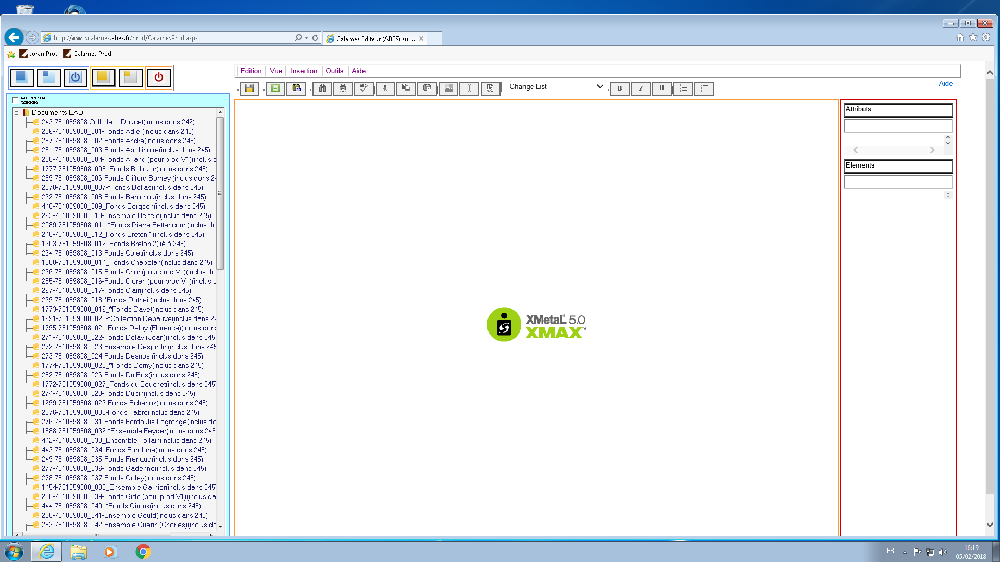 http://www.calames.abes.fr/prod/CalamesProd.aspx
Calames Editeur (ABES) sur...
Joran Prod
Calames Prod
Edition
Vue
Insertion
Outils
Aide
Aide
-- Change List --
B
I
U
Resultats de la
recherche
Documents EAD
243-751059808 Coll. de J. Doucet(inclus dans 242)
256-751059808_001-Fonds Adler(inclus dans 245)
257-751059808_002-Fonds Andre(inclus dans 245)
251-751059808_003-Fonds Apollinaire(inclus dans 245)
258-751059808_004-Fonds Arland (pour prod V1)(inclus
1777-751059808_005_Fonds Baltazar(inclus dans 245)
259-751059808_006-Fonds Clifford Barney (inclus dans 2
2078-751059808_007-*Fonds Belias(inclus dans 245)
262-751059808_008-Fonds Benichou(inclus dans 245)
440-751059808_009_Fonds Bergson(inclus dans 245)
263-751059808_010-Ensemble Bertele(inclus dans 245)
2089-751059808_011-*Fonds Pierre Bettencourt(inclus da
248-751059808_012_Fonds Breton 1(inclus dans 245)
1603-751059808_012_Fonds Breton 2(lié à 248)
264-751059808_013-Fonds Calet(inclus dans 245)
1588-751059808_014_Fonds Chapelan(inclus dans 245)
266-751059808_015-Fonds Char (pour prod V1)(inclus da
255-751059808_016-Fonds Cioran (pour prod V1)(inclus
267-751059808_017-Fonds Clair(inclus dans 245)
269-751059808_018-*Fonds Datheil(inclus dans 245)
1773-751059808_019_*Fonds Davet(inclus dans 245)
1991-751059808_020-*Collection Debauve(inclus dans 24
1795-751059808_021-Fonds Delay (Florence)(inclus dan
271-751059808_022-Fonds Delay (Jean)(inclus dans 245
272-751059808_023-Ensemble Desjardin(inclus dans 245
273-751059808_024-Fonds Desnos (inclus dans 245)
1774-751059808_025_*Fonds Dorny(inclus dans 245)
252-751059808_026-Fonds Du Bos(inclus dans 245)
1772-751059808_027_Fonds du Bouchet(inclus dans 245
274-751059808_028-Fonds Dupin(inclus dans 245)
1299-751059808_029-Fonds Echenoz(inclus dans 245)
2076-751059808_030-Fonds Fabre(inclus dans 245)
276-751059808_031-Fonds Fardoulis-Lagrange(inclus da
1888-751059808_032-*Ensemble Feyder(inclus dans 245
442-751059808_033_Ensemble Follain(inclus dans 245)
443-751059808_034_Fonds Fondane(inclus dans 245)
249-751059808_035-Fonds Frenaud(inclus dans 245)
277-751059808_036-Fonds Gadenne(inclus dans 245)
278-751059808_037-Fonds Galey(inclus dans 245)
1454-751059808_038_Ensemble Garnier(inclus dans 245
250-751059808_039-Fonds Gide (pour prod V1)(inclus da
444-751059808_040_*Fonds Giroux(inclus dans 245)
280-751059808_041-Ensemble Gould(inclus dans 245)
253-751059808_042-Ensemble Guerin (Charles)(inclus da
XMetaL® 5.0
XMAX™
Attributs
Elements
FR
16:19
05/02/2018